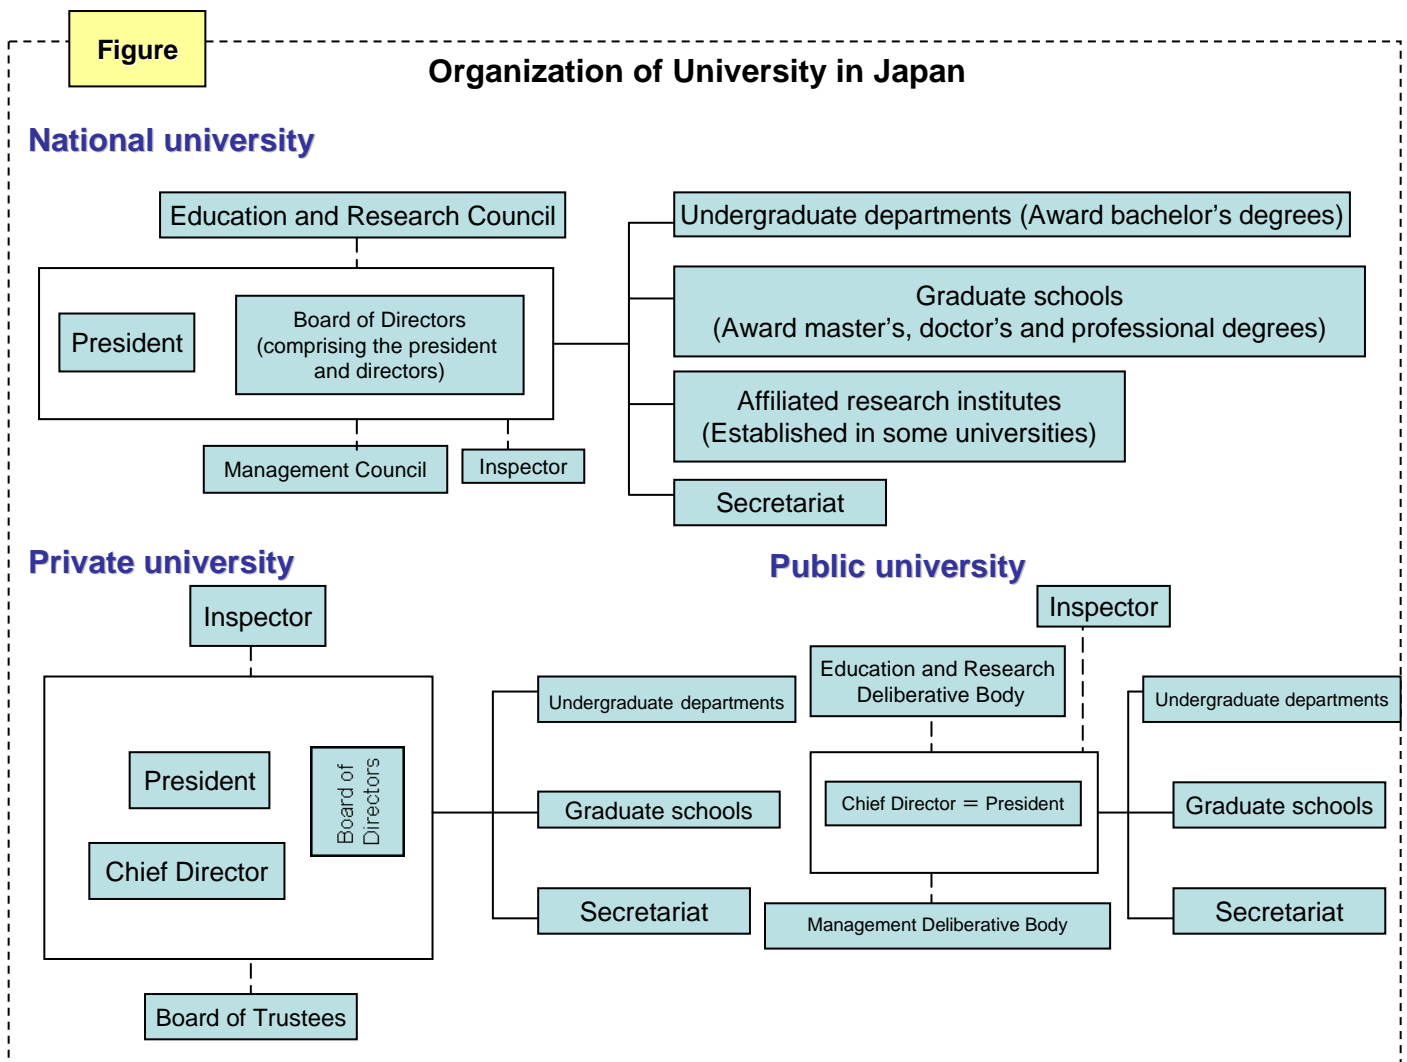 Figure
Organization of University in Japan
National university
Education and Research Council
President
Board of Directors
(comprising the president
and directors)
Management Council
Inspector
Undergraduate departments (Award bachelor's degrees)
Graduate schools
(Award master's, doctor's and professional degrees)
Affiliated research institutes
(Established in some universities)
Secretariat
Private university
Inspector
President
Chief Director
Board of
Directors
Board of Trustees
Undergraduate departments
Graduate schools
Secretariat
Public university
Inspector
Education and Research
Deliberative Body
Chief Director = President
Management Deliberative Body
Undergraduate departments
Graduate schools
Secretariat